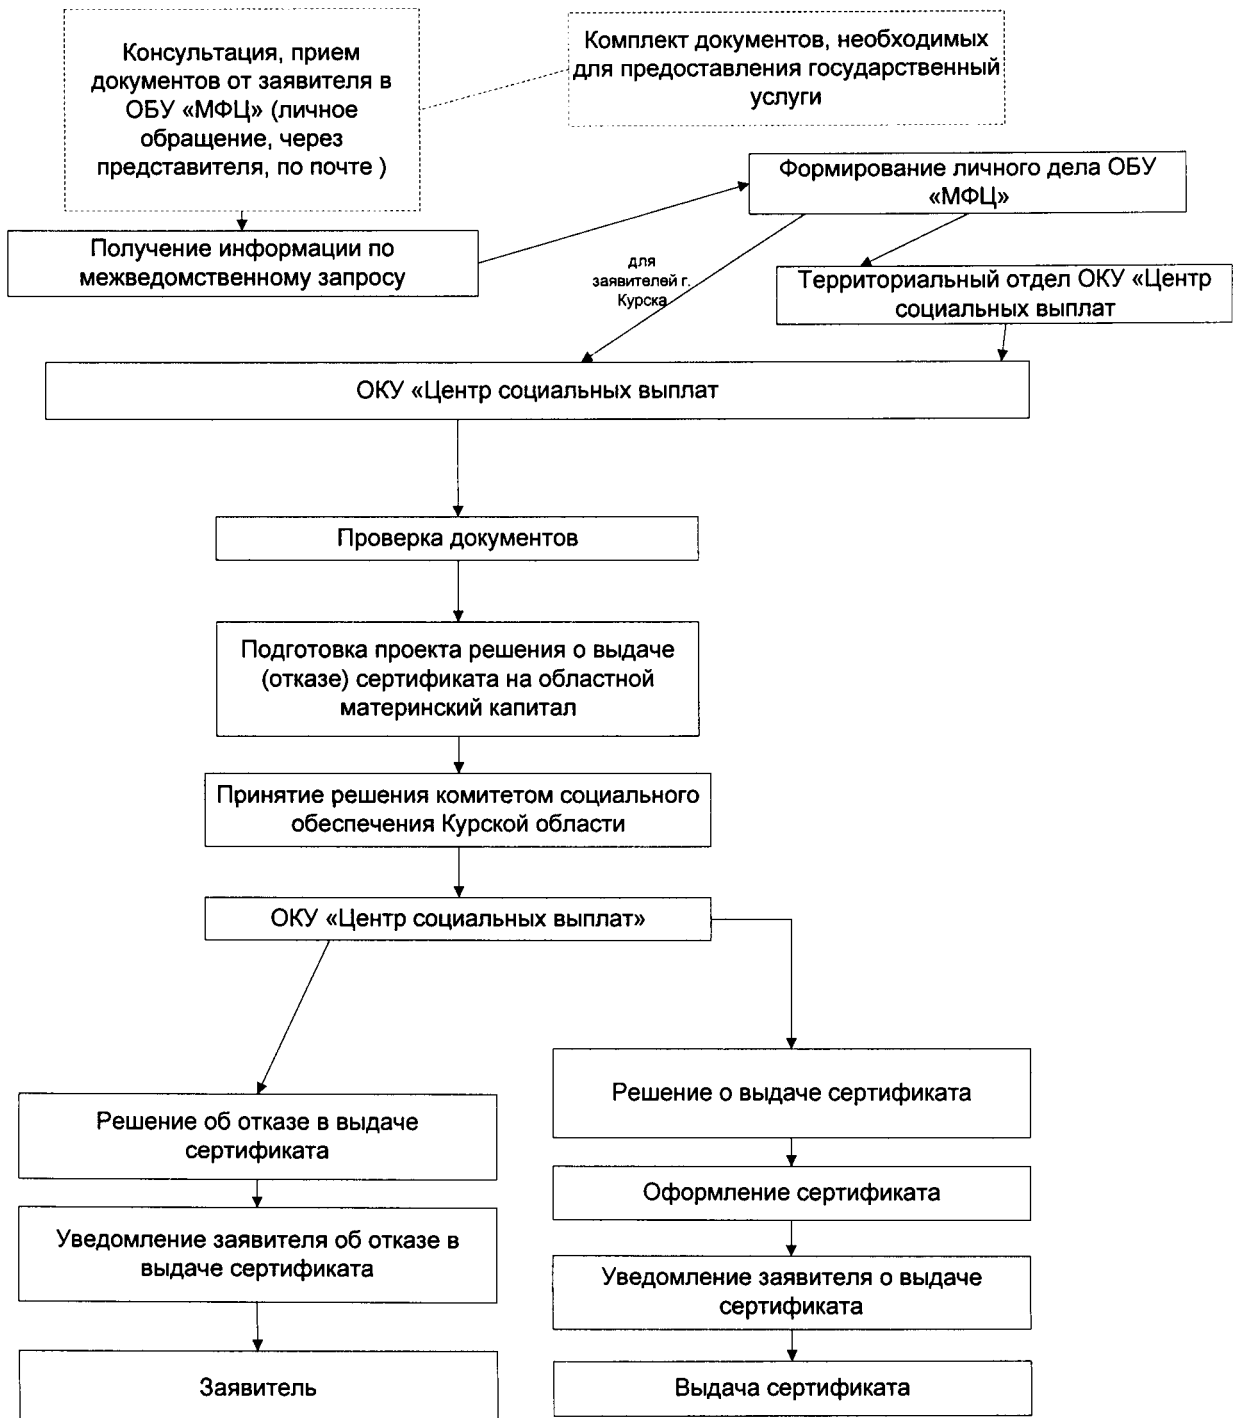 Консультация, прием
документов от заявителя в
ОБУ «МФЦ» (личное
обращение, через
представителя, по почте )
Комплект документов, необходимых
для предоставления государственный
услуги
Формирование личного дела ОБУ
«МФЦ»
Получение информации по
межведомственному запросу
для
заявителей г.
Курска
Территориальный отдел ОКУ «Центр
социальных выплат
ОКУ «Центр социальных выплат
Проверка документов
Подготовка проекта решения о выдаче
(отказе) сертификата на областной
материнский капитал
Принятие решения комитетом социального
обеспечения Курской области
ОКУ «Центр социальных выплат»
Решение об отказе в выдаче
сертификата
Уведомление заявителя об отказе в
выдаче сертификата
Заявитель
Решение о выдаче сертификата
Оформление сертификата
Уведомление заявителя о выдаче
сертификата
Выдача сертификата